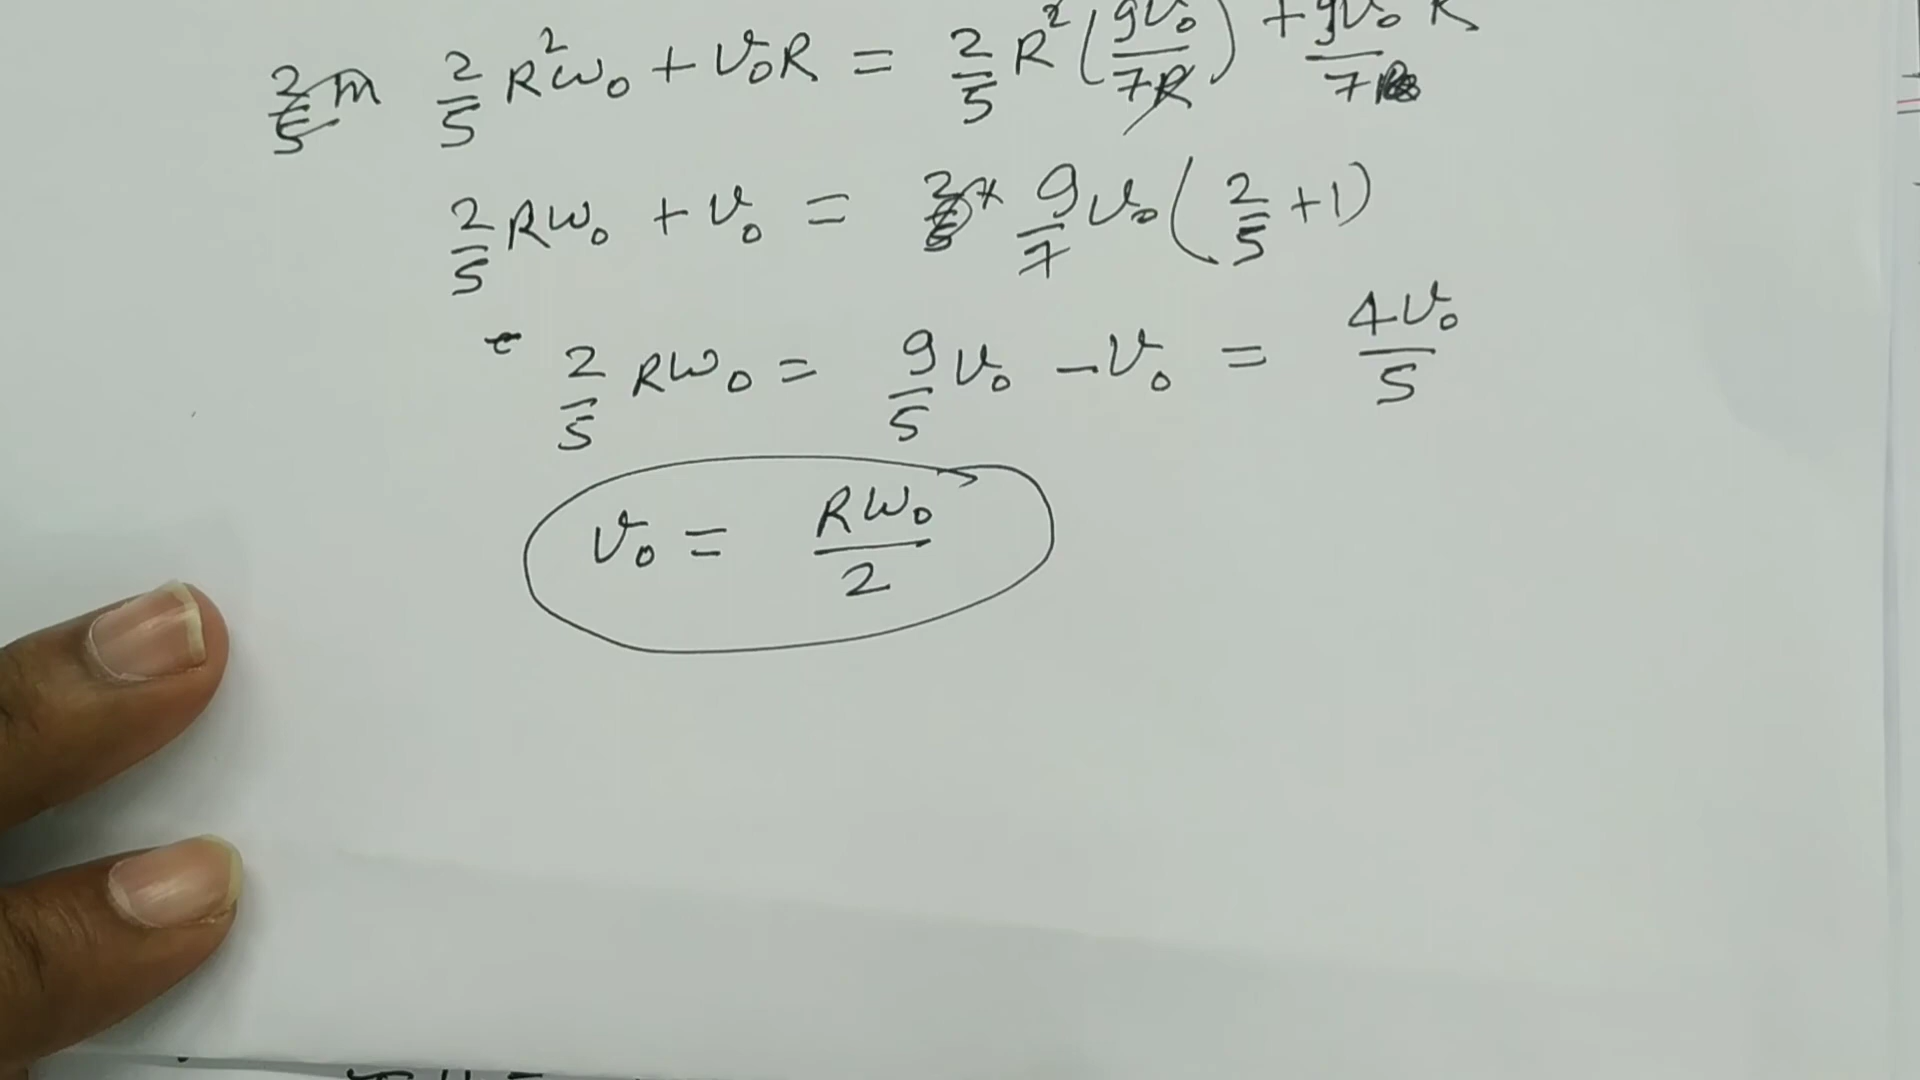 2/5 m 2/5 R²ω₀ + v₀R = 2/5 R² (9v₀/7R) + 9v₀/7 R
2/5 Rω₀ + v₀ = 9/7 v₀ (2/5 + 1)
2/5 Rω₀ = 9/5 v₀ - v₀ = 4v₀/5
v₀ = Rω₀/2